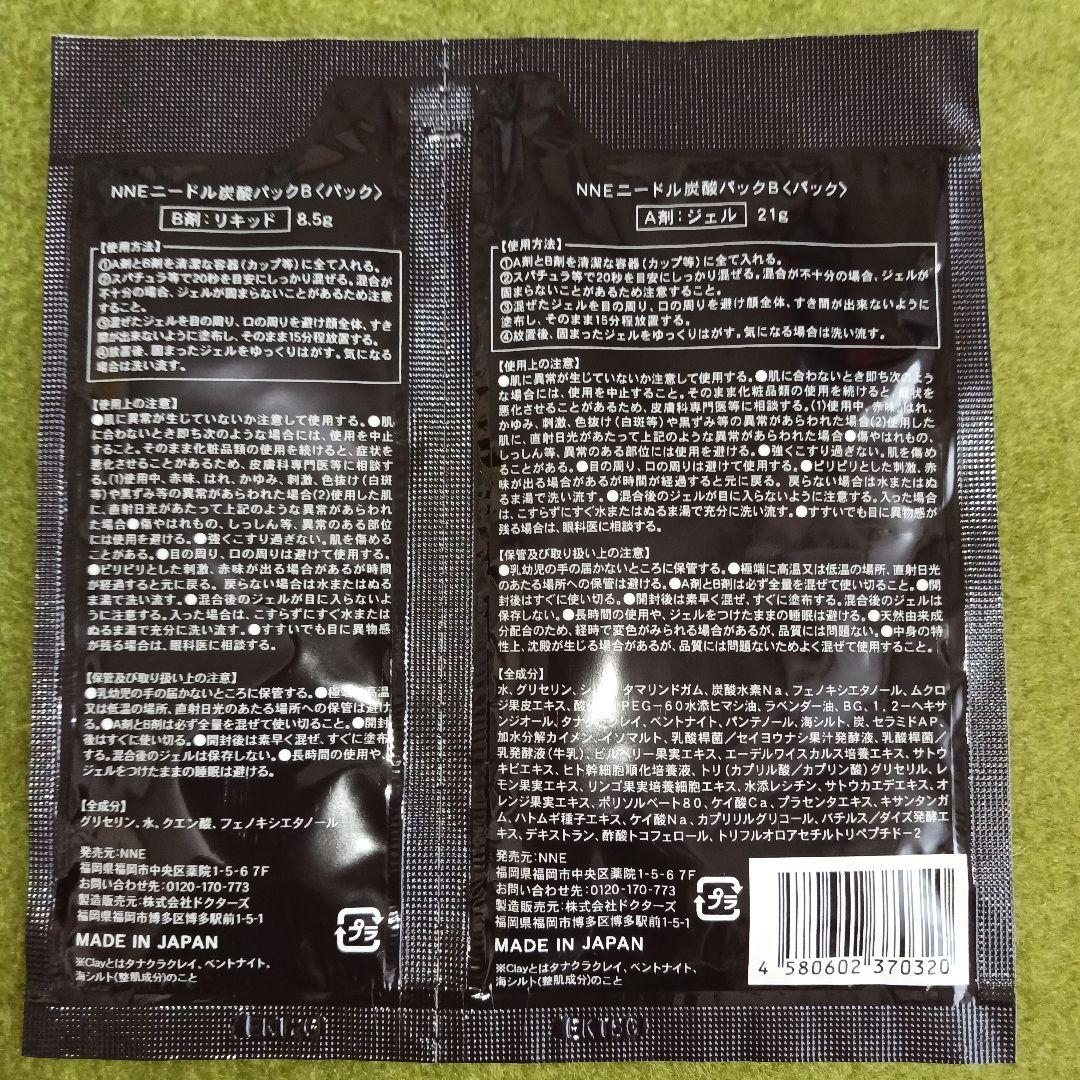 NNEニードル炭酸パックB〈パック〉
B剤：リキッド 8.5g
【使用方法】
①A剤とB剤を清潔な容器(カップ等)に全て入れる。
②スパチュラ等で20秒を目安にしっかり混ぜる。混合が
不十分の場合、ジェルが固まらないことがあるため注意
すること。
③混ぜたジェルを目の周り、口の周りを避け顔全体、すき
間が出来ないように塗布し、そのまま15分程放置する。
④放置後、固まったジェルをゆっくりはがす。気になる
場合は洗い流す。
【使用上の注意】
●肌に異常が生じていないか注意して使用する。●肌
に合わないとき即ち次のような場合には、使用を中止
すること。そのまま化粧品類の使用を続けると、症状を
悪化させることがあるため、皮膚科専門医等に相談す
る。(1)使用中、赤味、はれ、かゆみ、刺激、色抜け(白斑
等)や黒ずみ等の異常があらわれた場合(2)使用した肌
に、直射日光があたって上記のような異常があらわれ
た場合●傷やはれもの、しっしん等、異常のある部位
には使用を避ける。●強くこすり過ぎない。肌を傷める
ことがある。●目の周り、口の周りは避けて使用する。
●ピリピリとした刺激、赤味が出る場合があるが時間
が経過すると元に戻る。戻らない場合は水またはぬる
ま湯で洗い流す。●混合後のジェルが目に入らないよ
うに注意する。入った場合は、こすらずにすぐ水または
ぬるま湯で充分に洗い流す。●すすいでも目に異物感
が残る場合は、眼科医に相談する。
【保管及び取り扱い上の注意】
●乳幼児の手の届かないところに保管する。●極端に高温
又は低温の場所、直射日光のあたる場所への保管は避け
る。●A剤とB剤は必ず全量を混ぜて使い切ること。●開封
後はすぐに使い切る。●開封後は素早く混ぜ、すぐに塗布
する。混合後のジェルは保存しない。●長時間の使用や、
ジェルをつけたままの睡眠は避ける。
【全成分】
グリセリン、水、クエン酸、フェノキシエタノール
発売元：NNE
福岡県福岡市中央区薬院1-5-6 7F
お問い合わせ先：0120-170-773
製造販売元：株式会社ドクターズ
福岡県福岡市博多区博多駅前1-5-1
MADE IN JAPAN
プラ
※Clayとはタナクラクレイ、ベントナイト、
海シルト(整肌成分)のこと
NNEニードル炭酸パックB〈パック〉
A剤：ジェル 21g
【使用方法】
①A剤とB剤を清潔な容器(カップ等)に全て入れる。
②スパチュラ等で20秒を目安にしっかり混ぜる。混合が不十分の場合、ジェルが
固まらないことがあるため注意すること。
③混ぜたジェルを目の周り、口の周りを避け顔全体、すき間が出来ないように
塗布し、そのまま15分程放置する。
④放置後、固まったジェルをゆっくりはがす。気になる場合は洗い流す。
【使用上の注意】
●肌に異常が生じていないか注意して使用する。●肌に合わないとき即ち次のよう
な場合には、使用を中止すること。そのまま化粧品類の使用を続けると、症状を
悪化させることがあるため、皮膚科専門医等に相談する。(1)使用中、赤味、はれ、
かゆみ、刺激、色抜け(白斑等)や黒ずみ等の異常があらわれた場合(2)使用した
肌に、直射日光があたって上記のような異常があらわれた場合●傷やはれもの、
しっしん等、異常のある部位には使用を避ける。●強くこすり過ぎない。肌を傷め
ることがある。●目の周り、口の周りは避けて使用する。●ピリピリとした刺激、赤
味が出る場合があるが時間が経過すると元に戻る。戻らない場合は水またはぬ
るま湯で洗い流す。●混合後のジェルが目に入らないように注意する。入った場合
は、こすらずにすぐ水またはぬるま湯で充分に洗い流す。●すすいでも目に異物感が
残る場合は、眼科医に相談する。
【保管及び取り扱い上の注意】
●乳幼児の手の届かないところに保管する。●極端に高温又は低温の場所、直射日光
のあたる場所への保管は避ける。●A剤とB剤は必ず全量を混ぜて使い切ること。●開
封後はすぐに使い切る。●開封後は素早く混ぜ、すぐに塗布する。混合後のジェルは
保存しない。●長時間の使用や、ジェルをつけたままの睡眠は避ける。●天然由来成
分配合のため、経時で変色がみられる場合があるが、品質には問題ない。●中身の特
性上、沈殿が生じる場合があるが、品質には問題ないためよく混ぜて使用すること。
【全成分】
水、グリセリン、シリカ、タマリンドガム、炭酸水素Na、フェノキシエタノール、ムクロ
ジ果皮エキス、酸化 PEG-60水添ヒマシ油、ラベンダー油、BG、1,2-ヘキサ
ンジオール、タナクラクレイ、ベントナイト、パンテノール、海シルト、炭、セラミドAP、
加水分解カイメン、イソマルト、乳酸桿菌/セイヨウナシ果汁発酵液、乳酸桿菌/
乳発酵液(牛乳)、ビルベリー果実エキス、エーデルワイスカルス培養エキス、サトウ
キビエキス、ヒト幹細胞順化培養液、トリ(カプリル酸/カプリン酸)グリセリル、レ
モン果実エキス、リンゴ果実培養細胞エキス、水添レシチン、サトウカエデエキス、オ
レンジ果実エキス、ポリソルベート80、ケイ酸Ca、プラセンタエキス、キサンタンガ
ム、ハトムギ種子エキス、ケイ酸Na、カプリリルグリコール、バチルス/ダイズ発酵エ
キス、デキストラン、酢酸トコフェロール、トリフルオロアセチルトリペプチド-2
発売元：NNE
福岡県福岡市中央区薬院1-5-6 7F
お問い合わせ先：0120-170-773
製造販売元：株式会社ドクターズ
福岡県福岡市博多区博多駅前1-5-1
MADE IN JAPAN
プラ
※Clayとはタナクラクレイ、ベントナイト、
海シルト(整肌成分)のこと
4 580602 370320